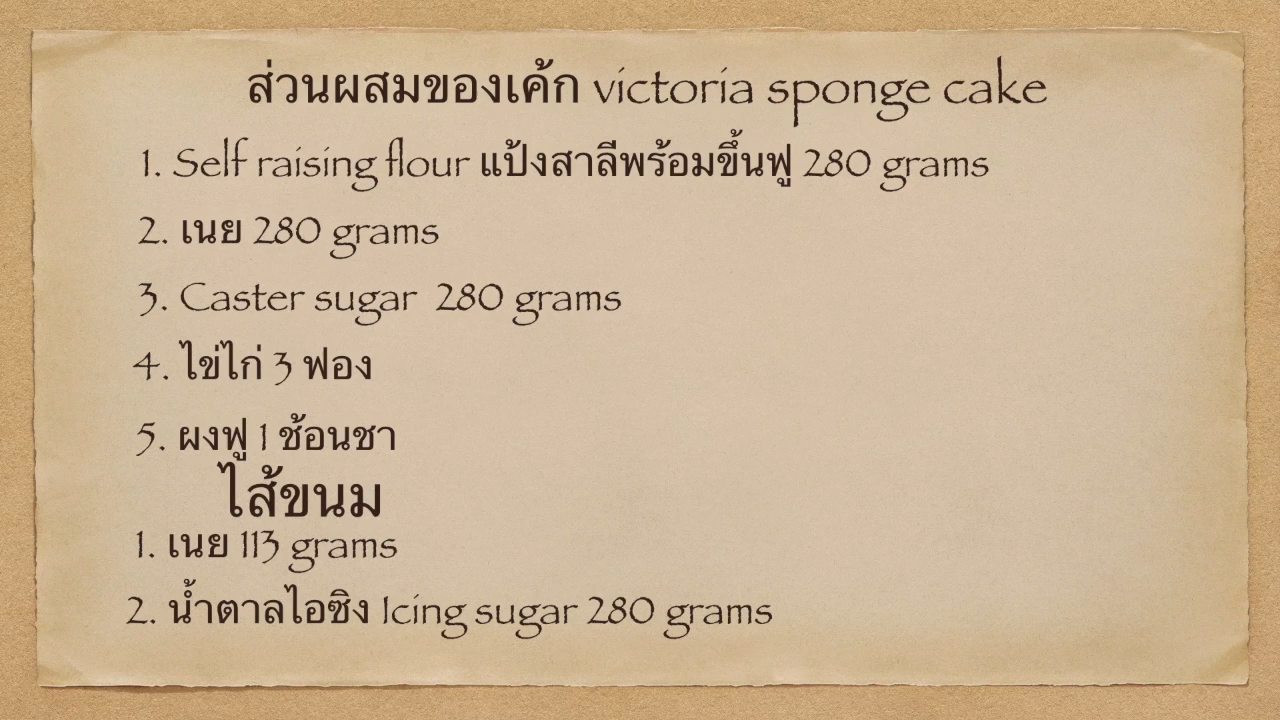 ส่วนผสมของเค้ก victoria sponge cake
1. Self raising flour แป้งสาลีพร้อมขึ้นฟู 280 grams
2. เนย 280 grams
3. Caster sugar 280 grams
4. ไข่ไก่ 3 ฟอง
5. ผงฟู 1 ช้อนชา
ไส้ขนม
1. เนย 113 grams
2. น้ำตาลไอซิง Icing sugar 280 grams